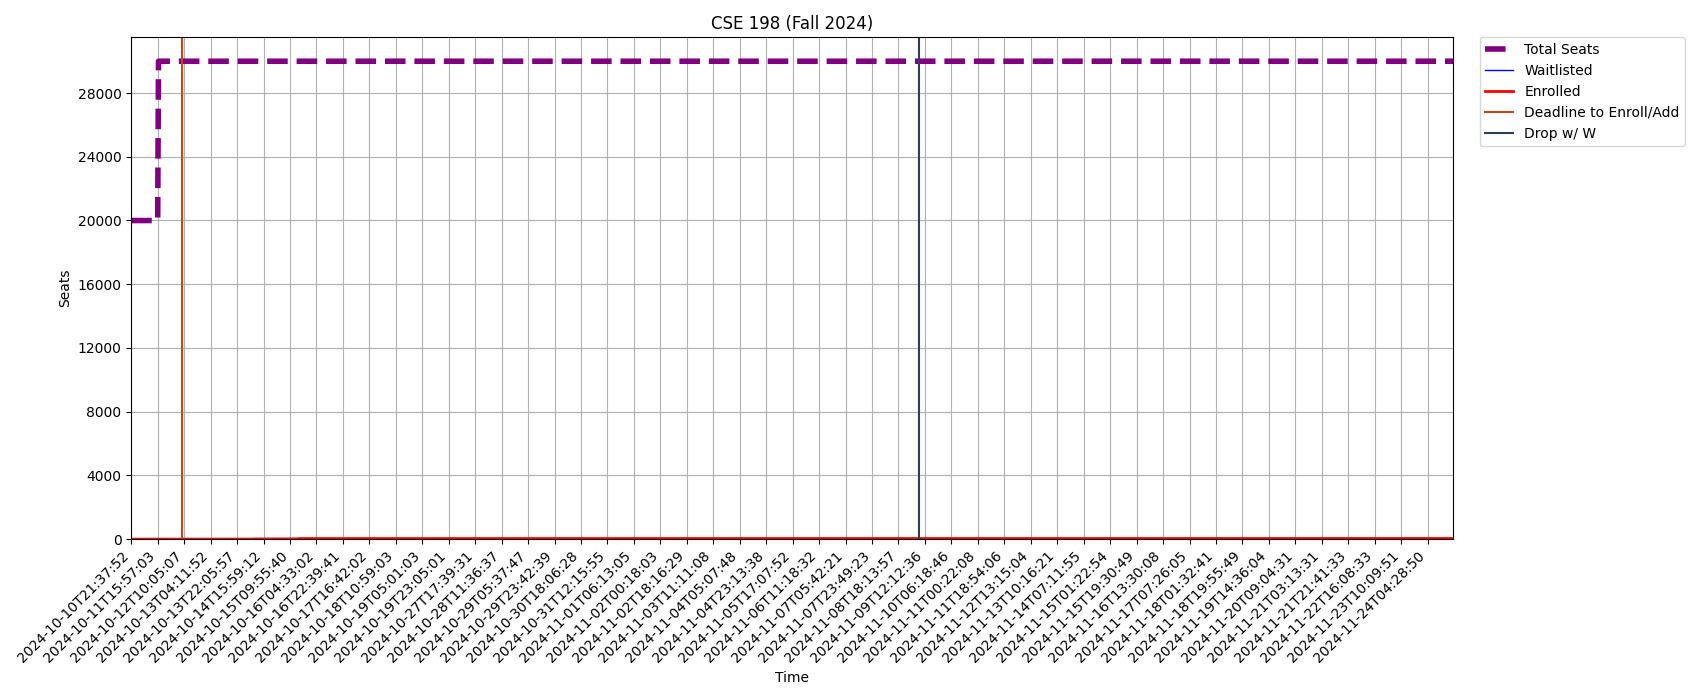 CSE 198 (Fall 2024)
Total Seats
Waitlisted
Enrolled
Deadline to Enroll/Add
Drop w/ W
Seats
28000
24000
20000
16000
12000
8000
4000
0
2024-10-10T21:37:52
2024-10-11T15:57:03
2024-10-12T10:05:07
2024-10-13T04:11:52
2024-10-13T22:05:57
2024-10-14T15:59:12
2024-10-15T09:55:40
2024-10-16T04:33:02
2024-10-16T22:39:41
2024-10-17T16:42:02
2024-10-18T10:59:03
2024-10-19T05:01:03
2024-10-19T23:05:01
2024-10-27T17:39:31
2024-10-28T11:36:37
2024-10-29T05:37:47
2024-10-29T23:42:39
2024-10-30T18:06:28
2024-10-31T12:15:55
2024-11-01T06:13:05
2024-11-02T00:18:03
2024-11-02T18:16:29
2024-11-03T11:11:08
2024-11-04T05:07:48
2024-11-04T23:13:38
2024-11-05T17:07:52
2024-11-06T11:18:32
2024-11-07T05:42:21
2024-11-07T23:49:23
2024-11-08T18:13:57
2024-11-09T12:12:36
2024-11-10T06:18:46
2024-11-11T00:22:08
2024-11-11T18:54:06
2024-11-12T13:15:04
2024-11-13T10:16:21
2024-11-14T07:11:55
2024-11-15T01:22:54
2024-11-15T19:30:49
2024-11-16T13:30:08
2024-11-17T07:26:05
2024-11-18T01:32:41
2024-11-18T19:55:49
2024-11-19T14:36:04
2024-11-20T09:04:31
2024-11-21T03:13:31
2024-11-21T21:41:33
2024-11-22T16:08:33
2024-11-23T10:09:51
2024-11-24T04:28:50
Time